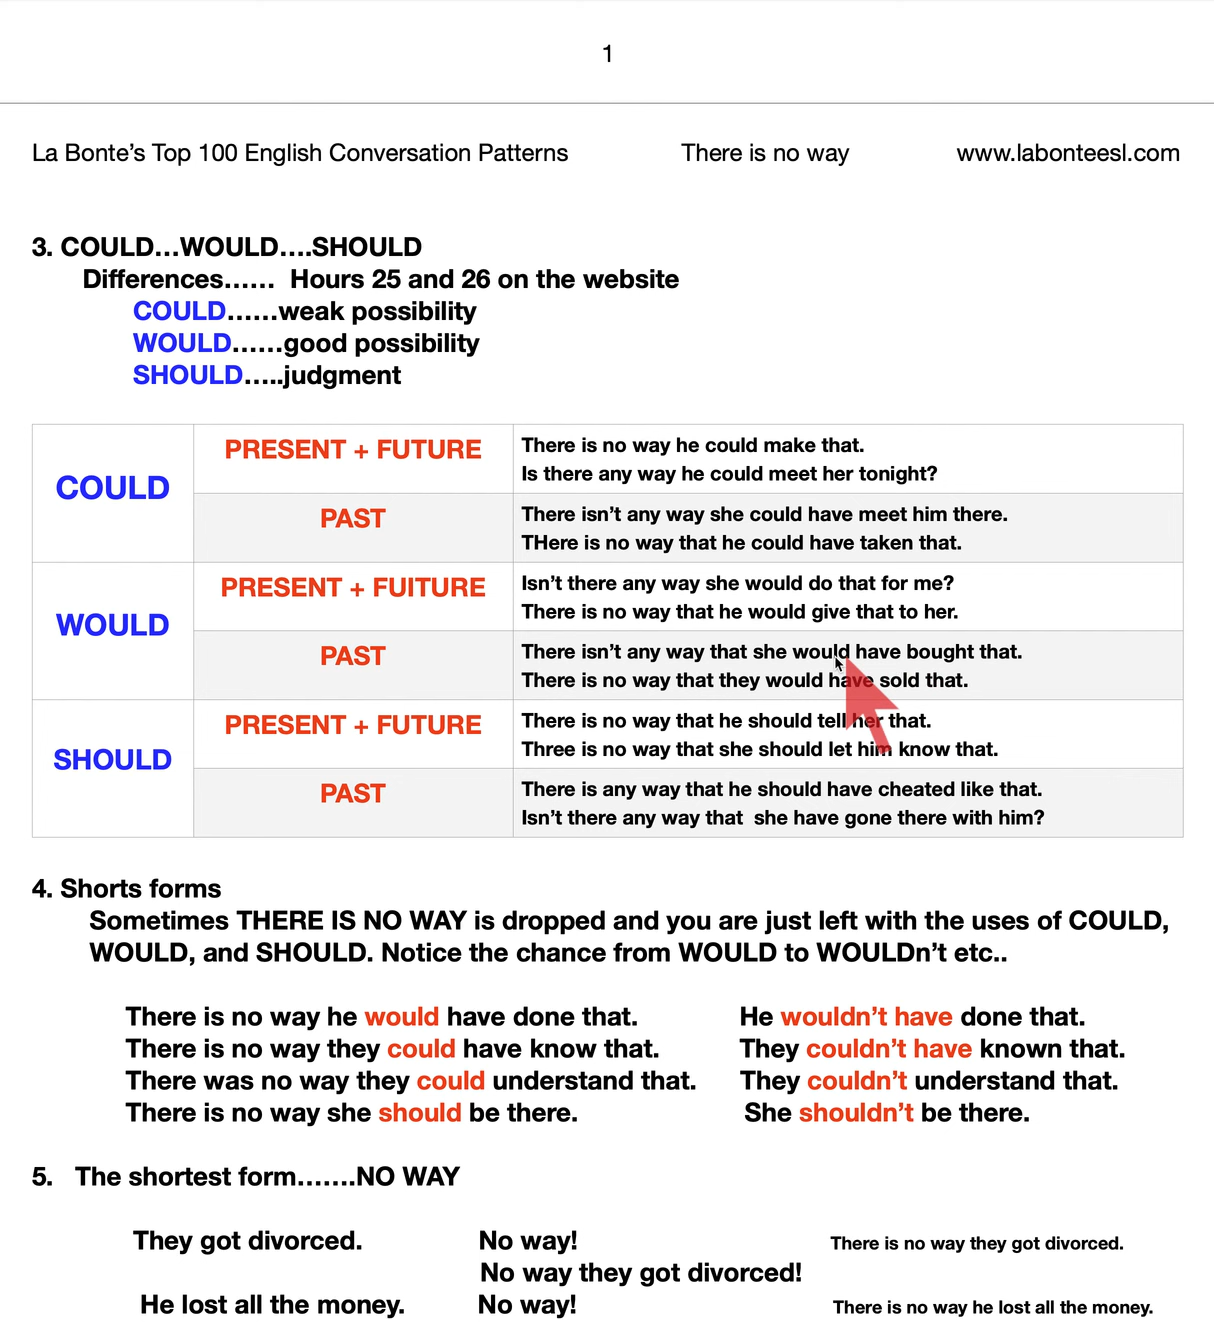 1
La Bonte’s Top 100 English Conversation Patterns There is no way www.labonteesl.com
3. COULD...WOULD....SHOULD
Differences...... Hours 25 and 26 on the website
COULD......weak possibility
WOULD......good possibility
SHOULD.....judgment
COULD
PRESENT + FUTURE
There is no way he could make that.
Is there any way he could meet her tonight?
PAST
There isn’t any way she could have meet him there.
THere is no way that he could have taken that.
WOULD
PRESENT + FUITURE
Isn’t there any way she would do that for me?
There is no way that he would give that to her.
PAST
There isn’t any way that she would have bought that.
There is no way that they would have sold that.
SHOULD
PRESENT + FUTURE
There is no way that he should tell her that.
Three is no way that she should let him know that.
PAST
There is any way that he should have cheated like that.
Isn’t there any way that she have gone there with him?
4. Shorts forms
Sometimes THERE IS NO WAY is dropped and you are just left with the uses of COULD,
WOULD, and SHOULD. Notice the chance from WOULD to WOULDn’t etc..
There is no way he would have done that. He wouldn’t have done that.
There is no way they could have know that. They couldn’t have known that.
There was no way they could understand that. They couldn’t understand that.
There is no way she should be there. She shouldn’t be there.
5. The shortest form.......NO WAY
They got divorced. No way! There is no way they got divorced.
No way they got divorced!
He lost all the money. No way! There is no way he lost all the money.